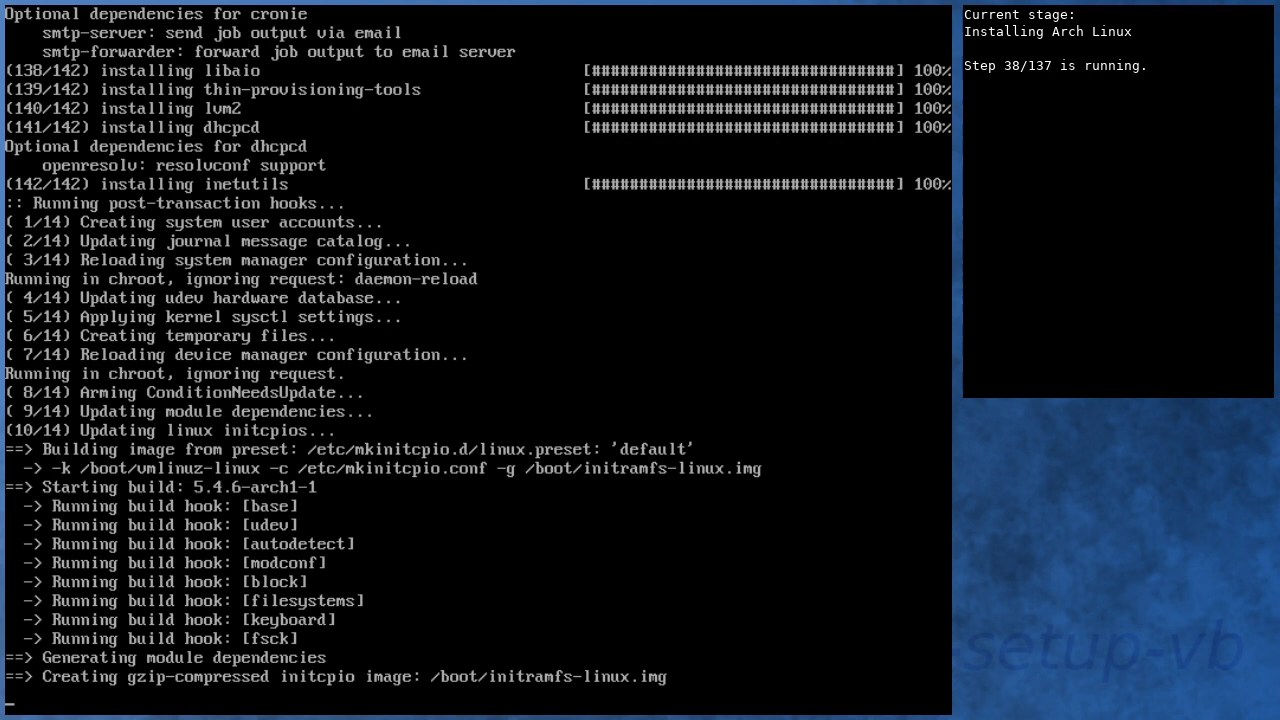 Optional dependencies for cronie
    smtp-server: send job output via email
    smtp-forwarder: forward job output to email server
(138/142) installing libaio                                  [################################] 100%
(139/142) installing thin-provisioning-tools                 [################################] 100%
(140/142) installing lvm2                                    [################################] 100%
(141/142) installing dhcpcd                                  [################################] 100%
Optional dependencies for dhcpcd
    openresolv: resolvconf support
(142/142) installing inetutils                               [################################] 100%
:: Running post-transaction hooks...
( 1/14) Creating system user accounts...
( 2/14) Updating journal message catalog...
( 3/14) Reloading system manager configuration...
Running in chroot, ignoring request: daemon-reload
( 4/14) Updating udev hardware database...
( 5/14) Applying kernel sysctl settings...
( 6/14) Creating temporary files...
( 7/14) Reloading device manager configuration...
Running in chroot, ignoring request.
( 8/14) Arming ConditionNeedsUpdate...
( 9/14) Updating module dependencies...
(10/14) Updating linux initcpios...
==> Building image from preset: /etc/mkinitcpio.d/linux.preset: 'default'
  -> -k /boot/vmlinuz-linux -c /etc/mkinitcpio.conf -g /boot/initramfs-linux.img
==> Starting build: 5.4.6-arch1-1
  -> Running build hook: [base]
  -> Running build hook: [udev]
  -> Running build hook: [autodetect]
  -> Running build hook: [modconf]
  -> Running build hook: [block]
  -> Running build hook: [filesystems]
  -> Running build hook: [keyboard]
  -> Running build hook: [fsck]
==> Generating module dependencies
==> Creating gzip-compressed initcpio image: /boot/initramfs-linux.img
_
Current stage:
Installing Arch Linux
Step 38/137 is running.
setup-vb